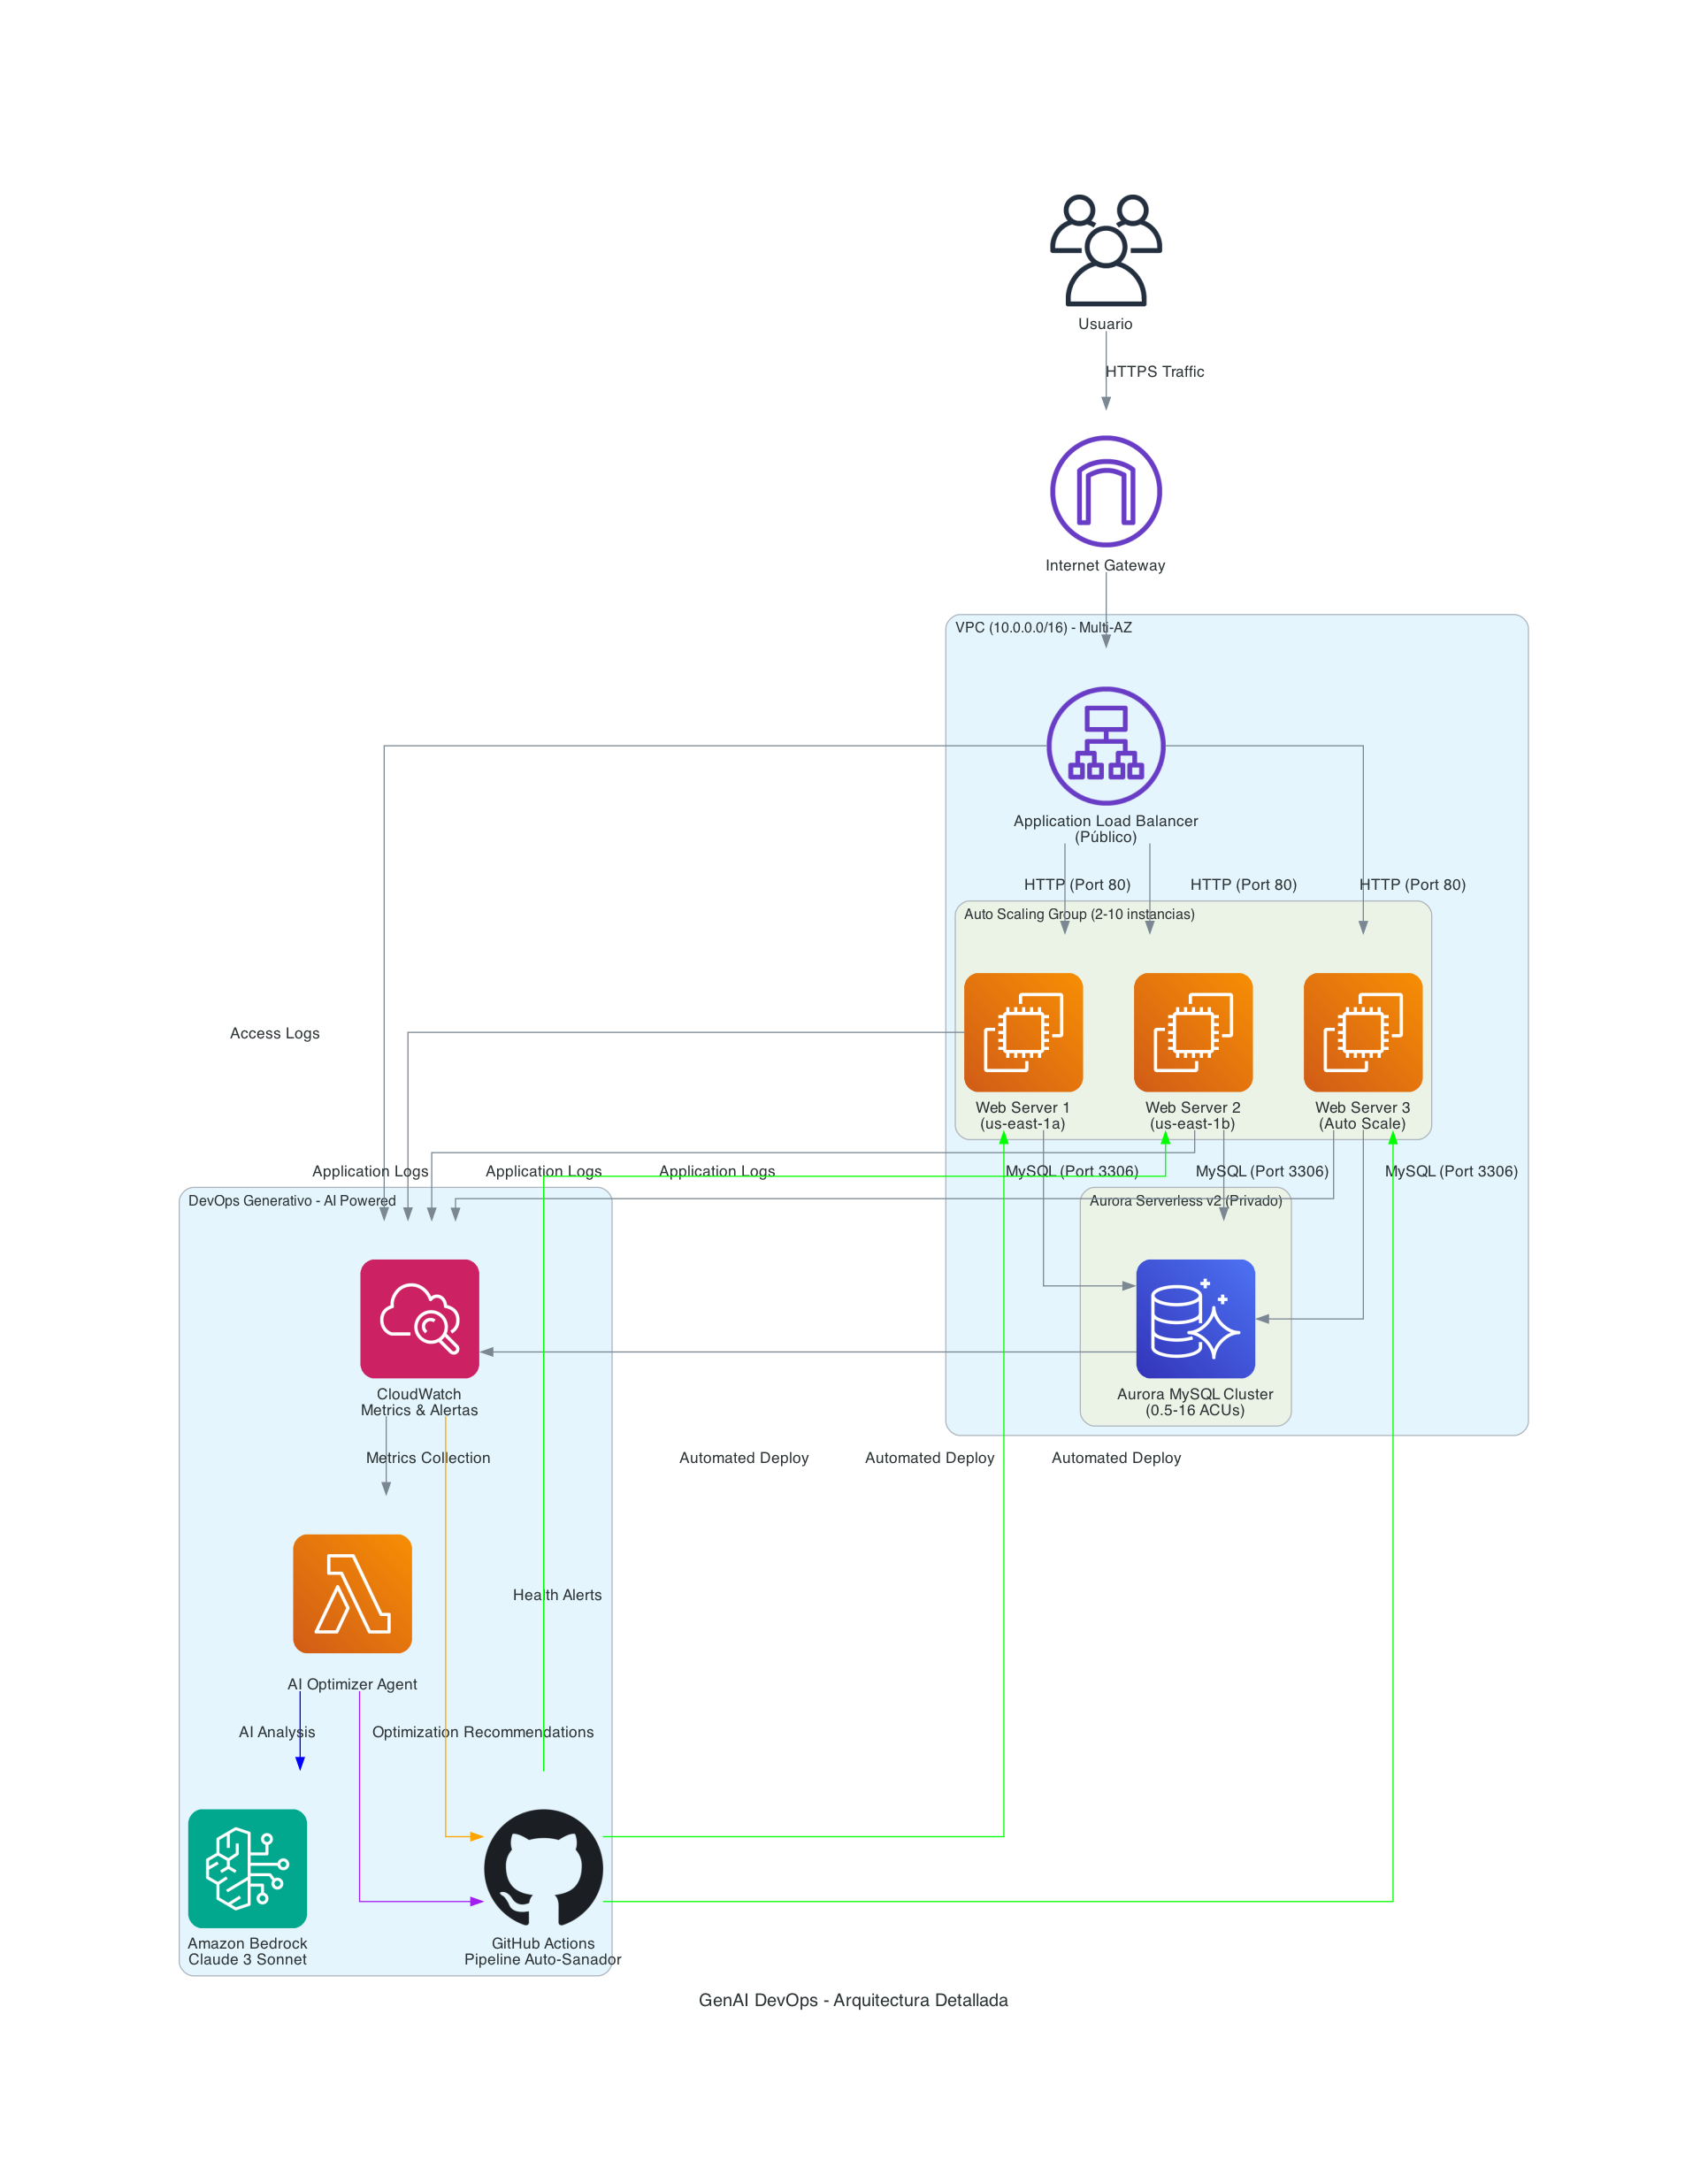 Usuario
HTTPS Traffic
Internet Gateway
VPC (10.0.0.0/16) - Multi-AZ
Application Load Balancer
(Público)
HTTP (Port 80)
HTTP (Port 80)
HTTP (Port 80)
Auto Scaling Group (2-10 instancias)
Access Logs
Web Server 1
(us-east-1a)
Web Server 2
(us-east-1b)
Web Server 3
(Auto Scale)
Application Logs
Application Logs
Application Logs
MySQL (Port 3306)
MySQL (Port 3306)
MySQL (Port 3306)
DevOps Generativo - AI Powered
Aurora Serverless v2 (Privado)
CloudWatch
Metrics & Alertas
Aurora MySQL Cluster
(0.5-16 ACUs)
Metrics Collection
Automated Deploy
Automated Deploy
Automated Deploy
Health Alerts
AI Optimizer Agent
AI Analysis
Optimization Recommendations
Amazon Bedrock
Claude 3 Sonnet
GitHub Actions
Pipeline Auto-Sanador
GenAI DevOps - Arquitectura Detallada